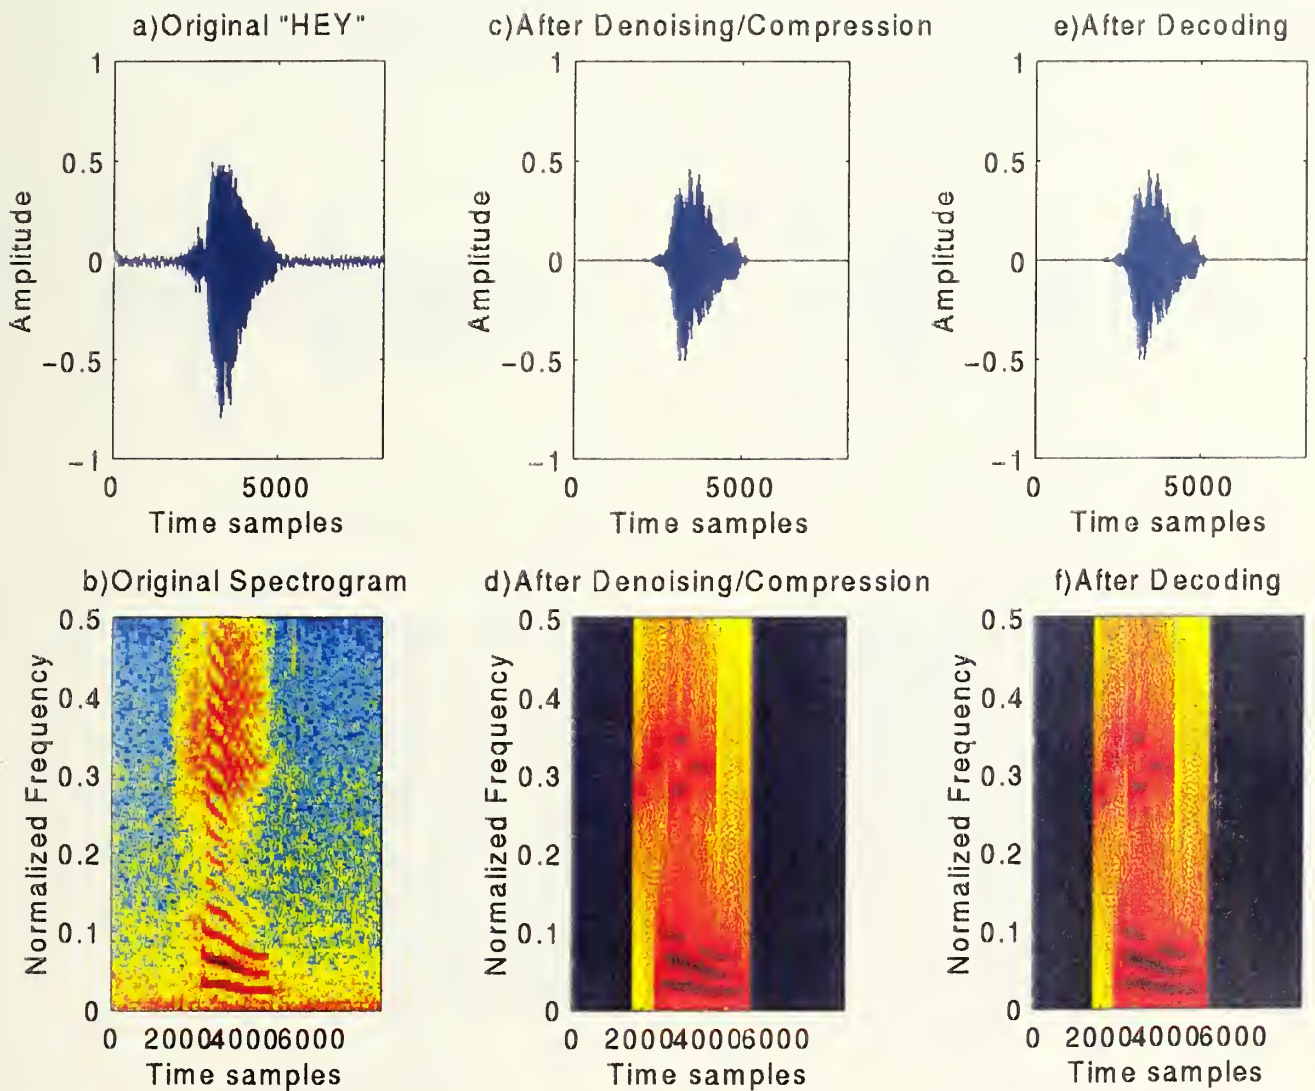 a)Original "HEY"
c)After Denoising/Compression
e)After Decoding
1
0.5
0
−0.5
−1
Amplitude
0 5000
Time samples
1
0.5
0
−0.5
−1
Amplitude
0 5000
Time samples
1
0.5
0
−0.5
−1
Amplitude
0 5000
Time samples
b)Original Spectrogram
d)After Denoising/Compression
f)After Decoding
0.5
0.4
0.3
0.2
0.1
0
Normalized Frequency
0 200040006000
Time samples
0.5
0.4
0.3
0.2
0.1
0
Normalized Frequency
0 200040006000
Time samples
0.5
0.4
0.3
0.2
0.1
0
Normalized Frequency
0 200040006000
Time samples